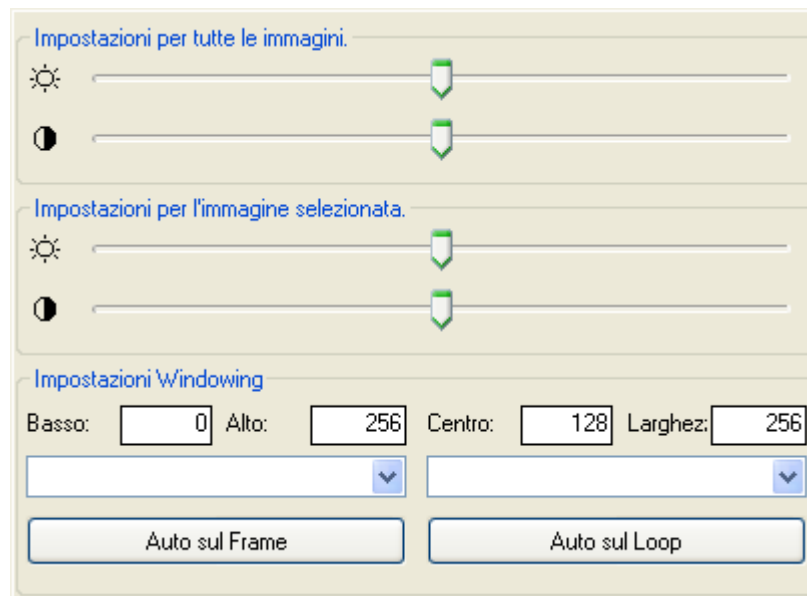 Impostazioni per tutte le immagini.
Impostazioni per l'immagine selezionata.
Impostazioni Windowing
Basso: 0 Alto: 256 Centro: 128 Larghez: 256
Auto sul Frame Auto sul Loop